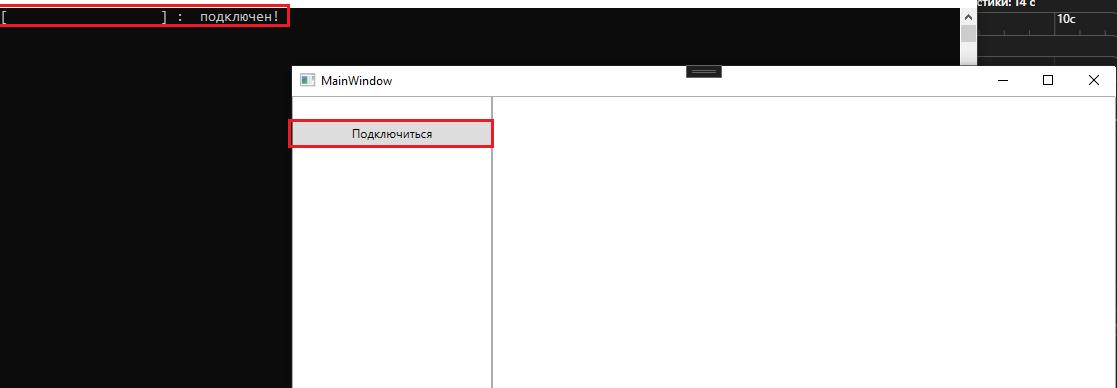 [ ] : подключен!
стики: 14 с
10с
MainWindow
Подключиться